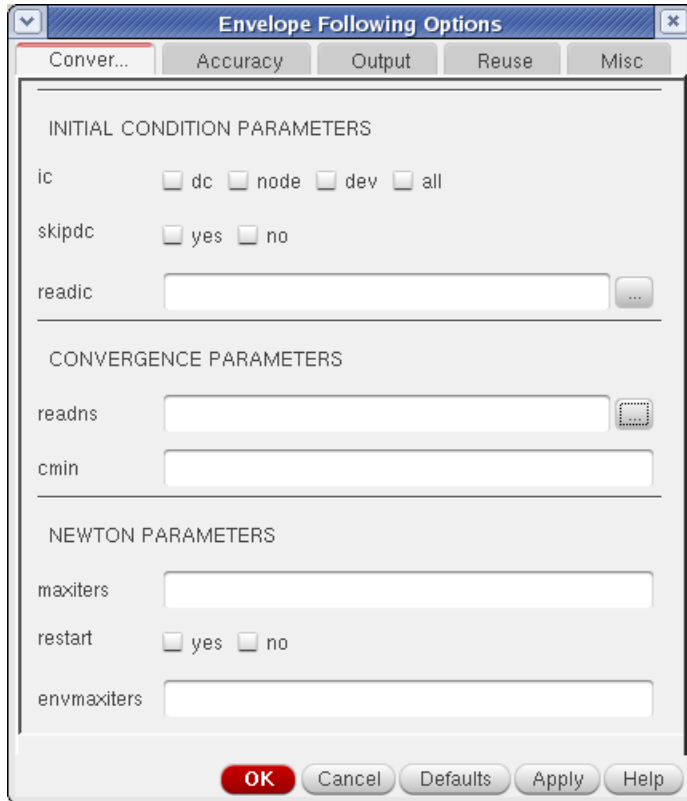 Envelope Following Options
Conver... Accuracy Output Reuse Misc
INITIAL CONDITION PARAMETERS
ic dc node dev all
skipdc yes no
readic ...
CONVERGENCE PARAMETERS
readns ...
cmin
NEWTON PARAMETERS
maxiters
restart yes no
envmaxiters
OK Cancel Defaults Apply Help